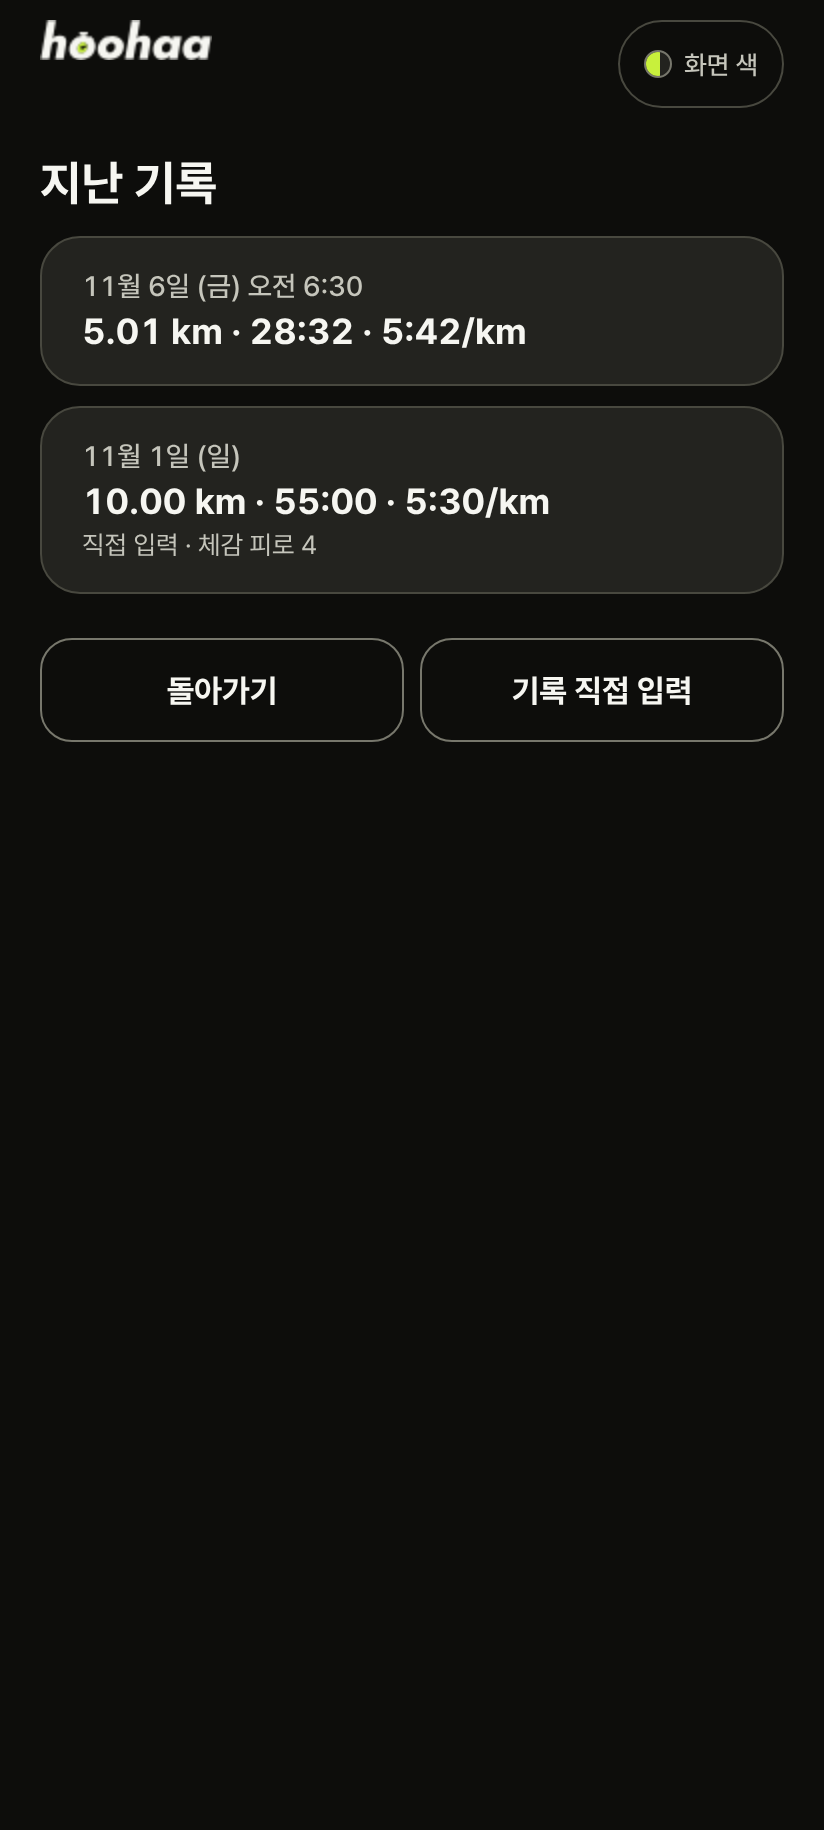 hoohaa
화면 색
지난 기록
11월 6일 (금) 오전 6:30
5.01 km · 28:32 · 5:42/km
11월 1일 (일)
10.00 km · 55:00 · 5:30/km
직접 입력 · 체감 피로 4
돌아가기
기록 직접 입력